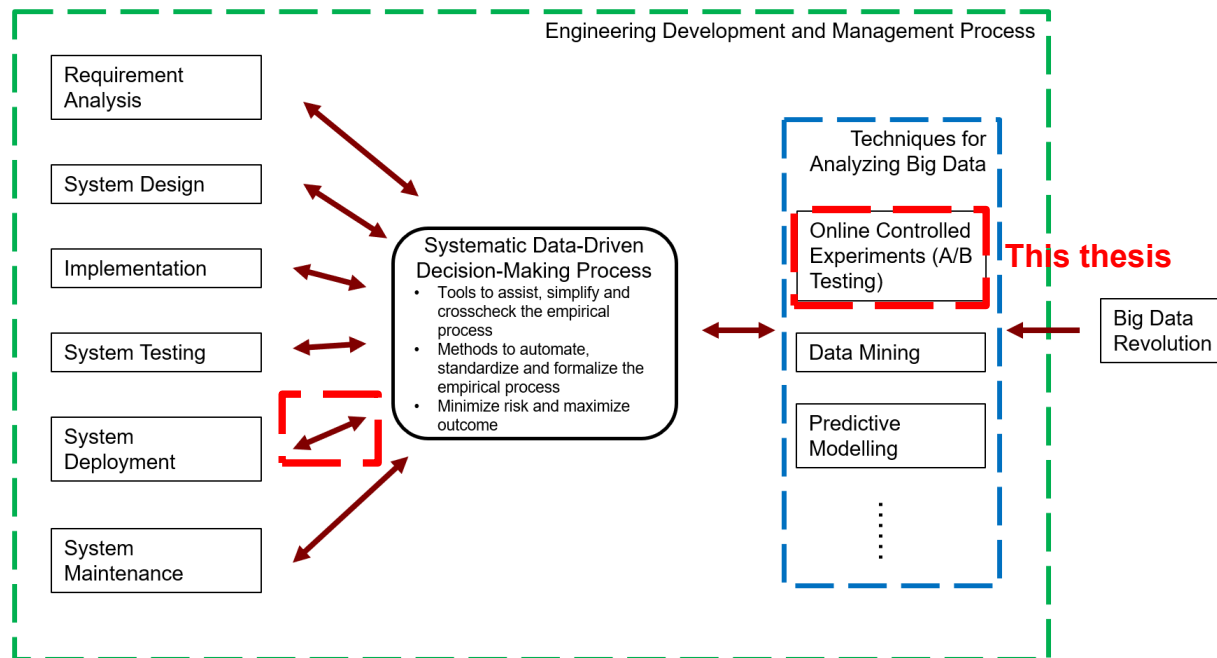 Engineering Development and Management Process
Requirement
Analysis
System Design
Implementation
System Testing
System
Deployment
System
Maintenance
Systematic Data-Driven
Decision-Making Process
• Tools to assist, simplify and
crosscheck the empirical
process
• Methods to automate,
standardize and formalize the
empirical process
• Minimize risk and maximize
outcome
Techniques for
Analyzing Big Data
Online Controlled
Experiments (A/B
Testing)
This thesis
Data Mining
Predictive
Modelling
Big Data
Revolution